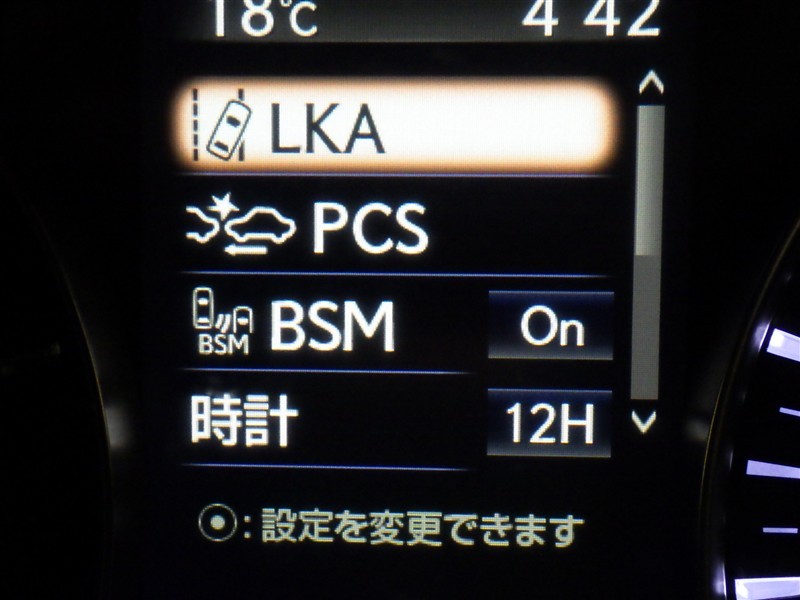 18℃ 4 42
LKA
PCS
BSM BSM On
時計 12H
⦿:設定を変更できます